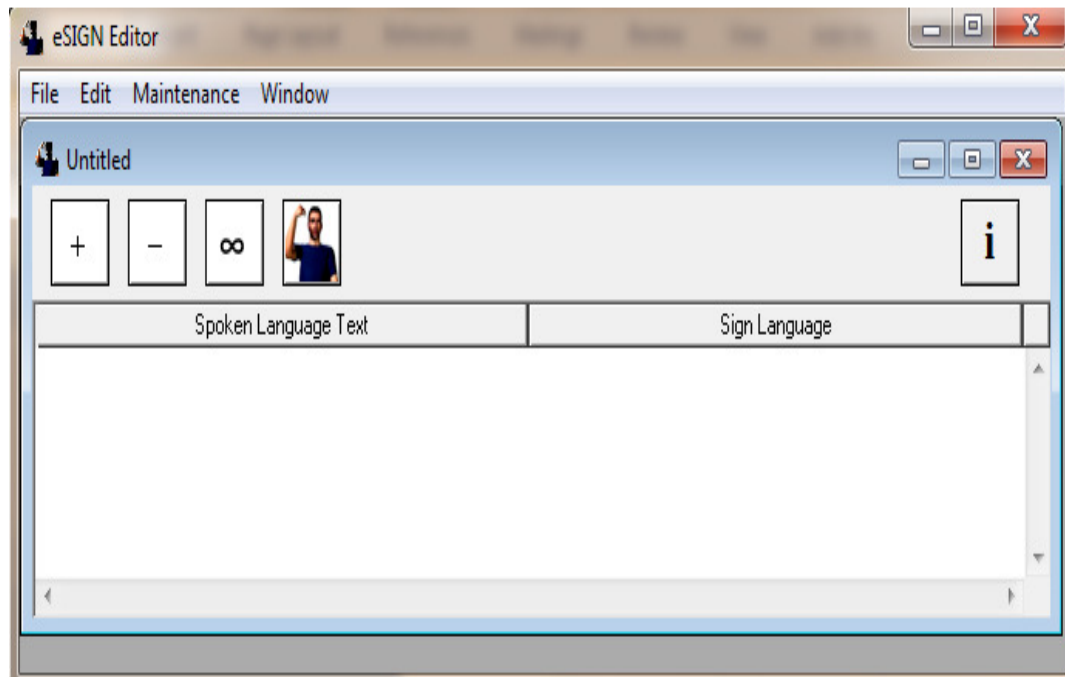 eSIGN Editor
File Edit Maintenance Window
Untitled
+ − ∞ i
Spoken Language Text Sign Language